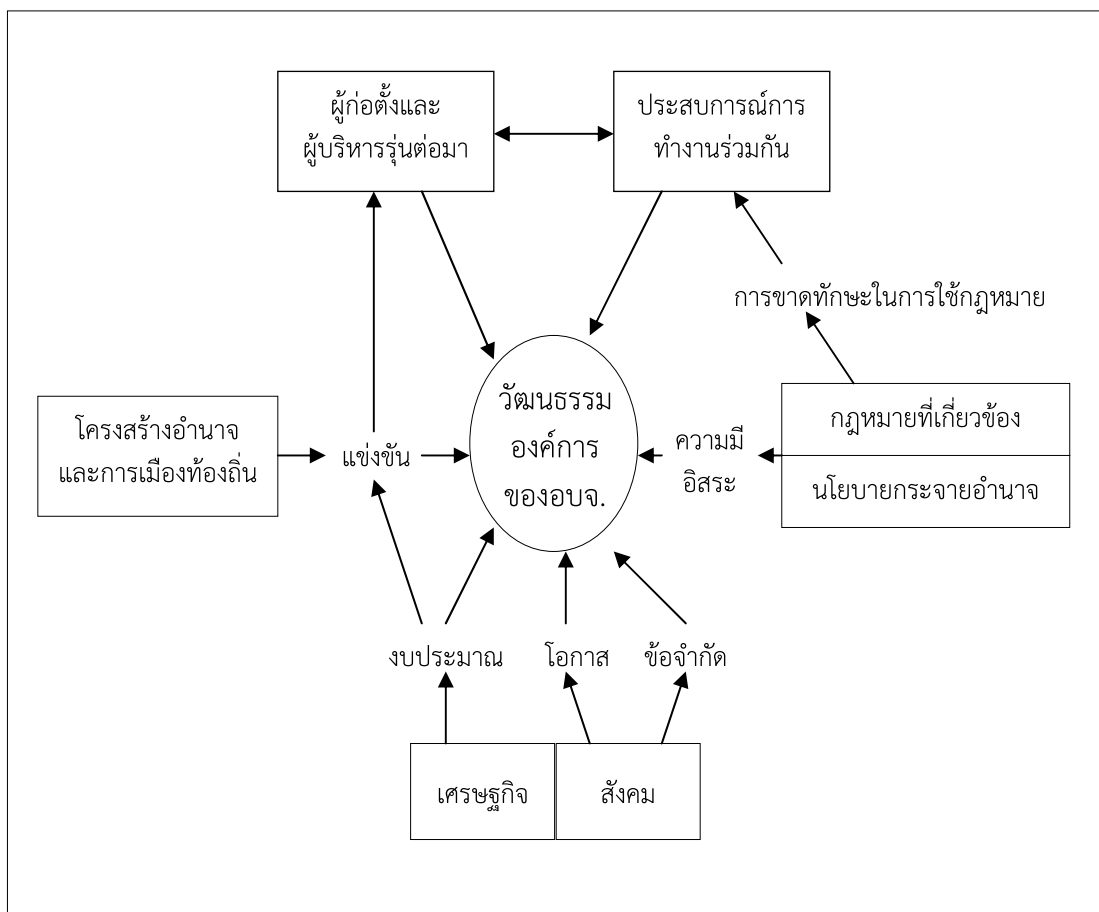 ผู้ก่อตั้งและ
ผู้บริหารรุ่นต่อมา
ประสบการณ์การ
ทำงานร่วมกัน
การขาดทักษะในการใช้กฎหมาย
วัฒนธรรม
องค์การ
ของอบจ.
โครงสร้างอำนาจ
และการเมืองท้องถิ่น
แข่งขัน
ความมี
อิสระ
กฎหมายที่เกี่ยวข้อง
นโยบายกระจายอำนาจ
งบประมาณ
โอกาส
ข้อจำกัด
เศรษฐกิจ
สังคม